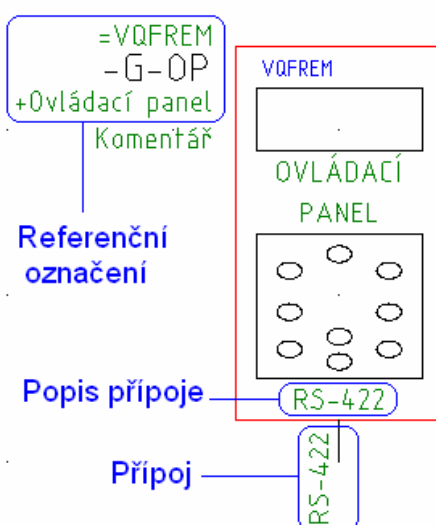 =VQFREM
-G-OP
+Ovládací panel
Komentář
Referenční
označení
VQFREM
OVLÁDACÍ
PANEL
Popis přípoje
RS-422
Přípoj
RS-422